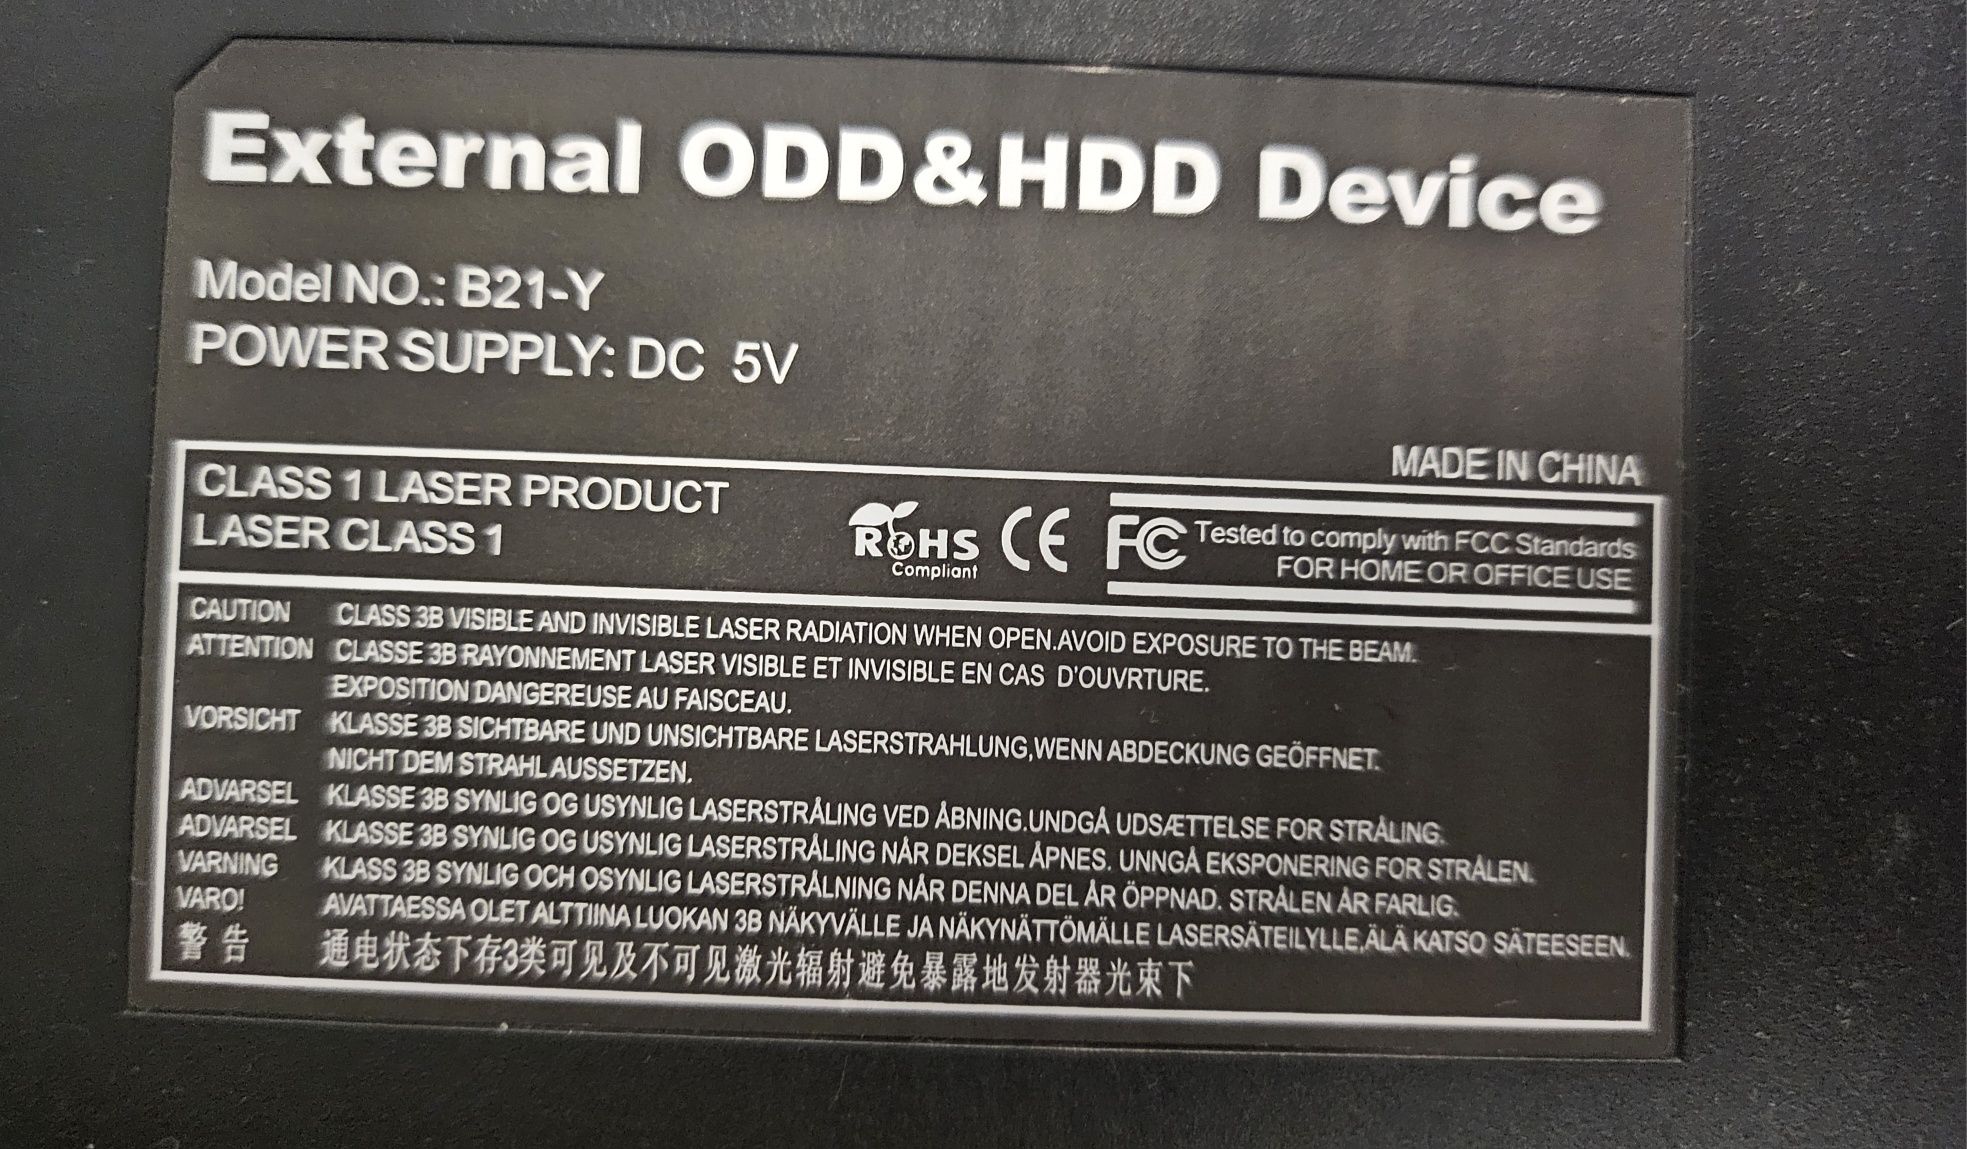 External ODD&HDD Device
Model NO.: B21-Y
POWER SUPPLY: DC 5V
MADE IN CHINA
CLASS 1 LASER PRODUCT
LASER CLASS 1
RoHS
Compliant
CE
FC
Tested to comply with FCC Standards
FOR HOME OR OFFICE USE
CAUTION CLASS 3B VISIBLE AND INVISIBLE LASER RADIATION WHEN OPEN.AVOID EXPOSURE TO THE BEAM.
ATTENTION CLASSE 3B RAYONNEMENT LASER VISIBLE ET INVISIBLE EN CAS D'OUVRTURE.
EXPOSITION DANGEREUSE AU FAISCEAU.
VORSICHT KLASSE 3B SICHTBARE UND UNSICHTBARE LASERSTRAHLUNG,WENN ABDECKUNG GEÖFFNET.
NICHT DEM STRAHL AUSSETZEN.
ADVARSEL KLASSE 3B SYNLIG OG USYNLIG LASERSTRÅLING VED ÅBNING.UNDGÅ UDSÆTTELSE FOR STRÅLING.
ADVARSEL KLASSE 3B SYNLIG OG USYNLIG LASERSTRÅLING NÅR DEKSEL ÅPNES. UNNGÅ EKSPONERING FOR STRÅLEN.
VARNING KLASS 3B SYNLIG OCH OSYNLIG LASERSTRÅLNING NÅR DENNA DEL ÅR ÖPPNAD. STRÅLEN ÅR FARLIG.
VARO! AVATTAESSA OLET ALTTIINA LUOKAN 3B NÄKYVÄLLE JA NÄKYNÄTTÖMÄLLE LASERSÄTEILYLLE,ÄLÄ KATSO SÄTEESEEN.
警告 通电状态下存3类可见及不可见激光辐射避免暴露地发射器光束下